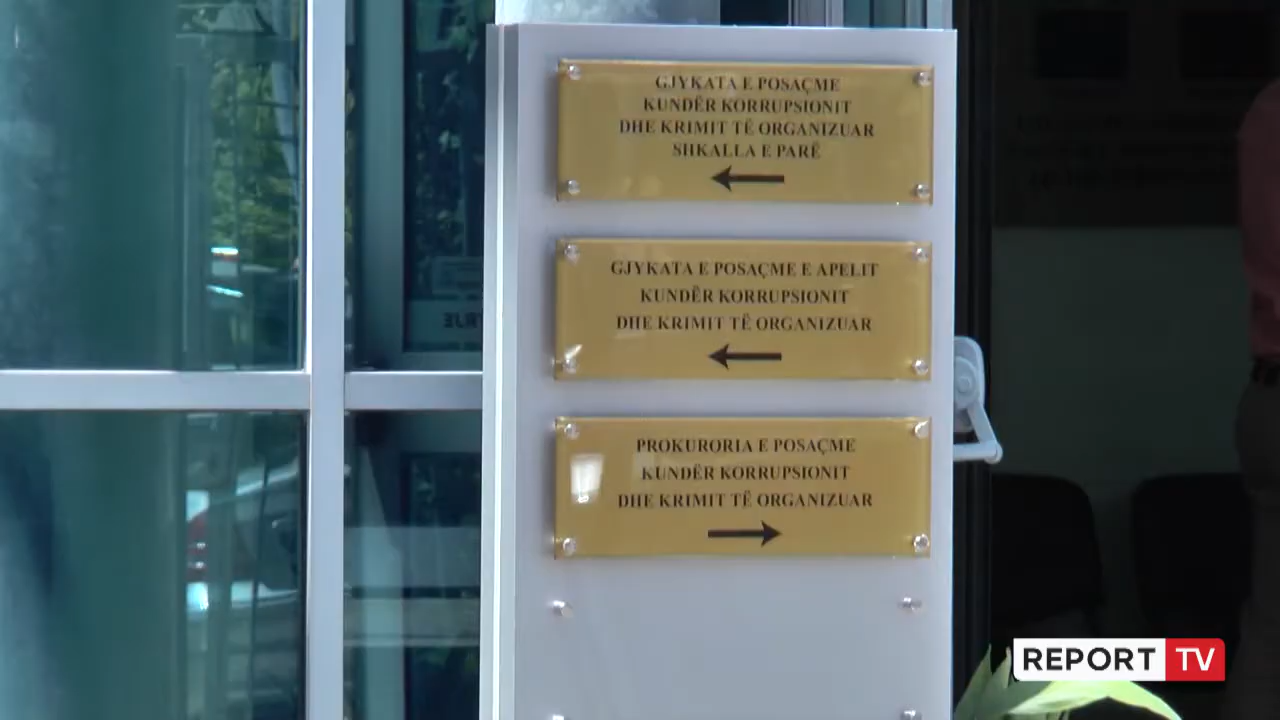 GJYKATA E POSAÇME
KUNDËR KORRUPSIONIT
DHE KRIMIT TË ORGANIZUAR
SHKALLA E PARË
GJYKATA E POSAÇME E APELIT
KUNDËR KORRUPSIONIT
DHE KRIMIT TË ORGANIZUAR
PROKURORIA E POSAÇME
KUNDËR KORRUPSIONIT
DHE KRIMIT TË ORGANIZUAR
REPORT TV